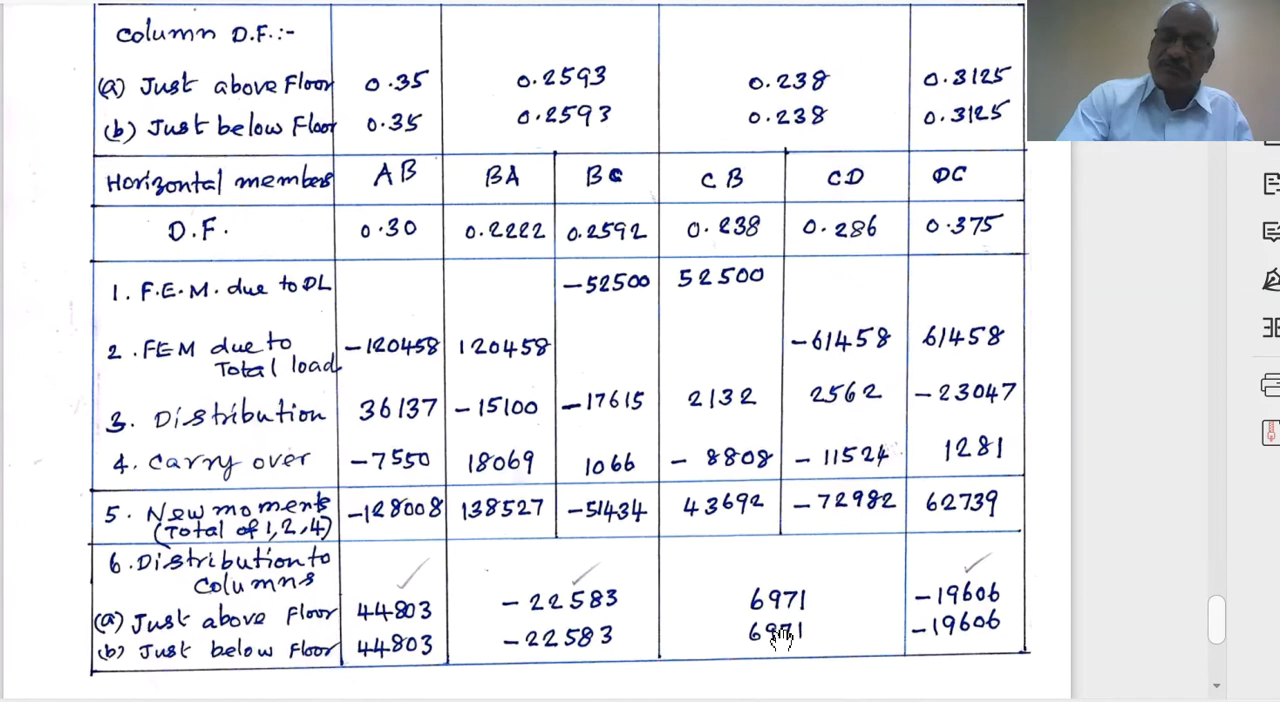 Column D.F.:-
(a) Just above Floor 0.35 0.2593 0.238 0.3125
(b) Just below Floor 0.35 0.2593 0.238 0.3125
Horizontal members AB BA BC CB CD DC
D.F. 0.30 0.2222 0.2592 0.238 0.286 0.375
1. F.E.M. due to DL -52500 52500
2. FEM due to -120458 120458 -61458 61458
Total load
3. Distribution 36137 -15100 -17615 2132 2562 -23047
4. Carry over -7550 18069 1066 - 8808 - 11524 1281
5. New moments -128008 138527 -51434 43692 -72982 62739
(Total of 1,2,4)
6. Distribution to
Columns
(a) Just above Floor 44803 -22583 6971 -19606
(b) Just below Floor 44803 -22583 6971 -19606